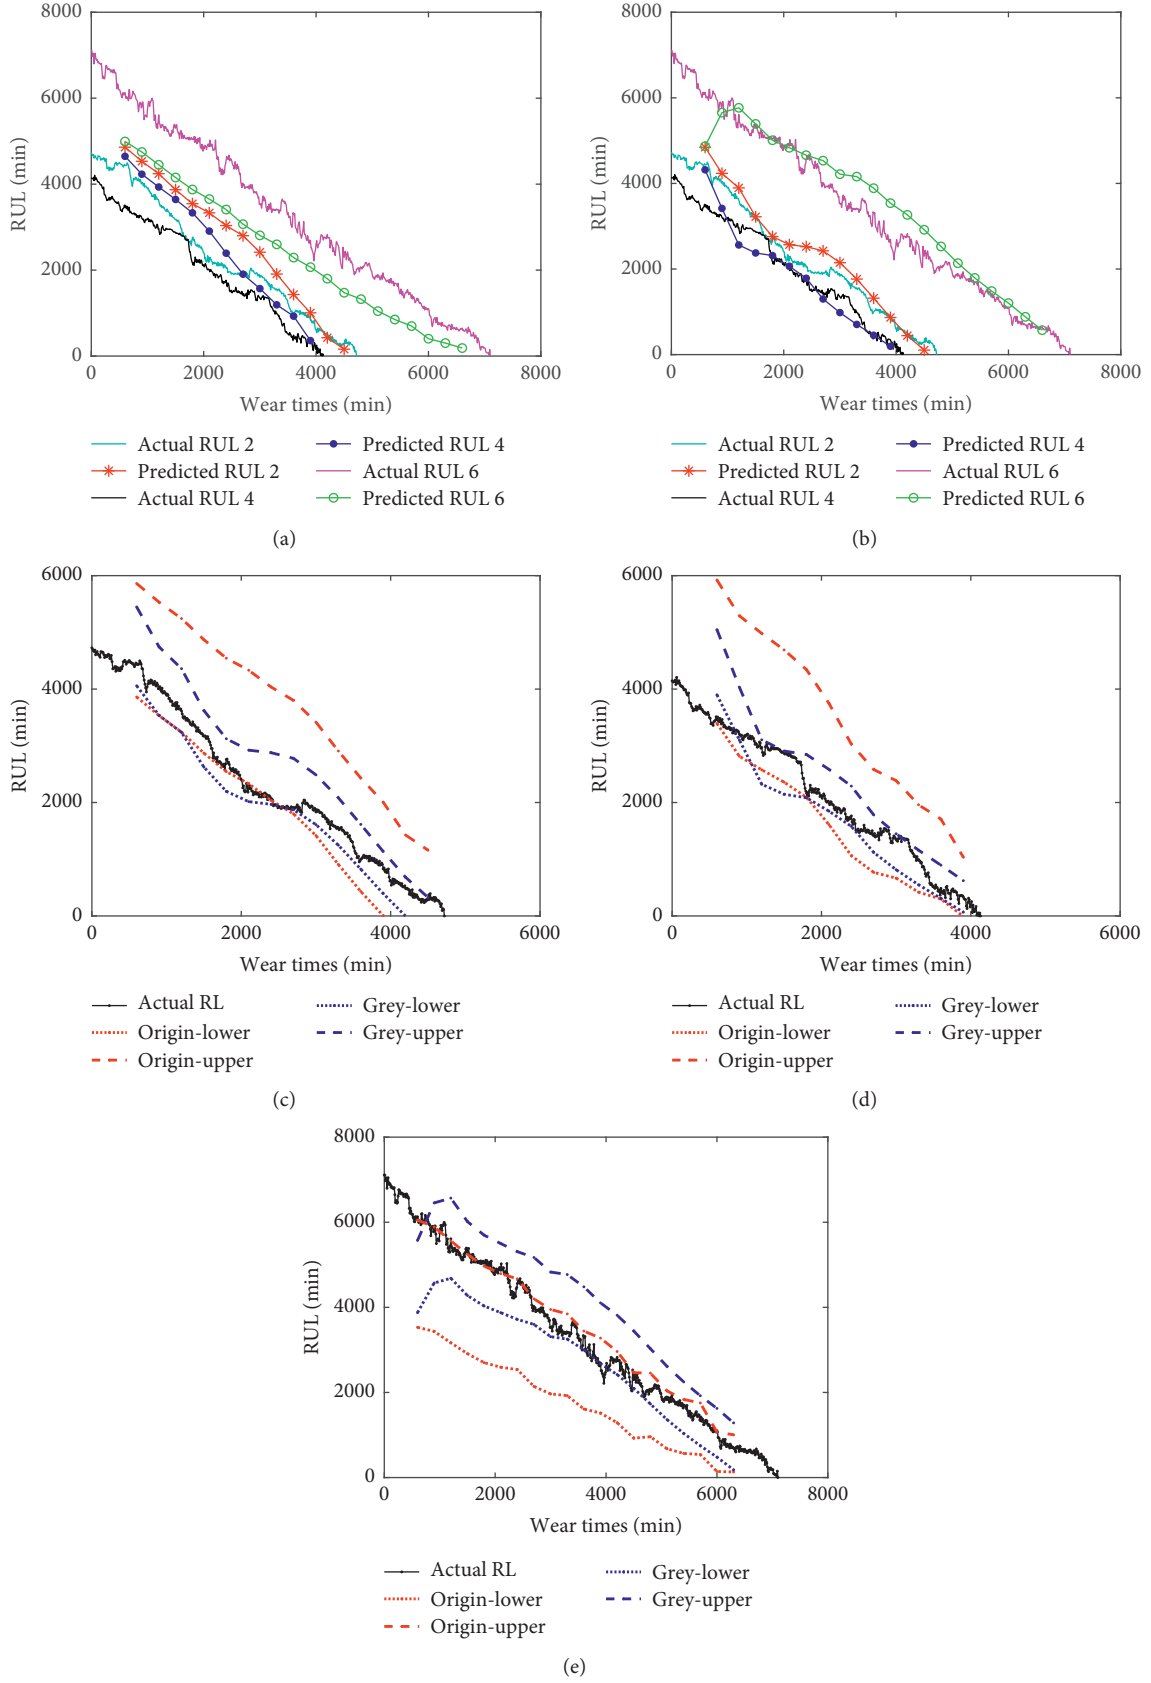 8000
6000
4000
2000
0
RUL (min)
0 2000 4000 6000 8000
Wear times (min)
Actual RUL 2
Predicted RUL 2
Actual RUL 4
Predicted RUL 4
Actual RUL 6
Predicted RUL 6
(a)
8000
6000
4000
2000
0
RUL (min)
0 2000 4000 6000 8000
Wear times (min)
Actual RUL 2
Predicted RUL 2
Actual RUL 4
Predicted RUL 4
Actual RUL 6
Predicted RUL 6
(b)
6000
4000
2000
0
RUL (min)
0 2000 4000 6000
Wear times (min)
Actual RL
Origin-lower
Origin-upper
Grey-lower
Grey-upper
(c)
6000
4000
2000
0
RUL (min)
0 2000 4000 6000
Wear times (min)
Actual RL
Origin-lower
Origin-upper
Grey-lower
Grey-upper
(d)
8000
6000
4000
2000
0
RUL (min)
0 2000 4000 6000 8000
Wear times (min)
Actual RL
Origin-lower
Origin-upper
Grey-lower
Grey-upper
(e)